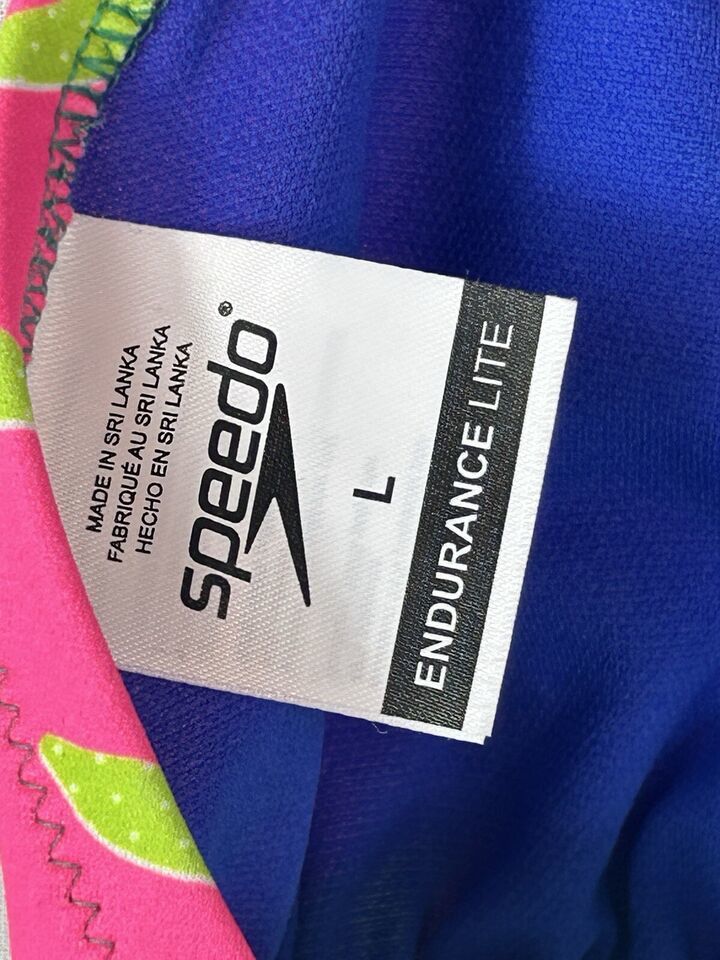 MADE IN SRI LANKA
FABRIQUÉ AU SRI LANKA
HECHO EN SRI LANKA
speedo®
L
ENDURANCE LITE